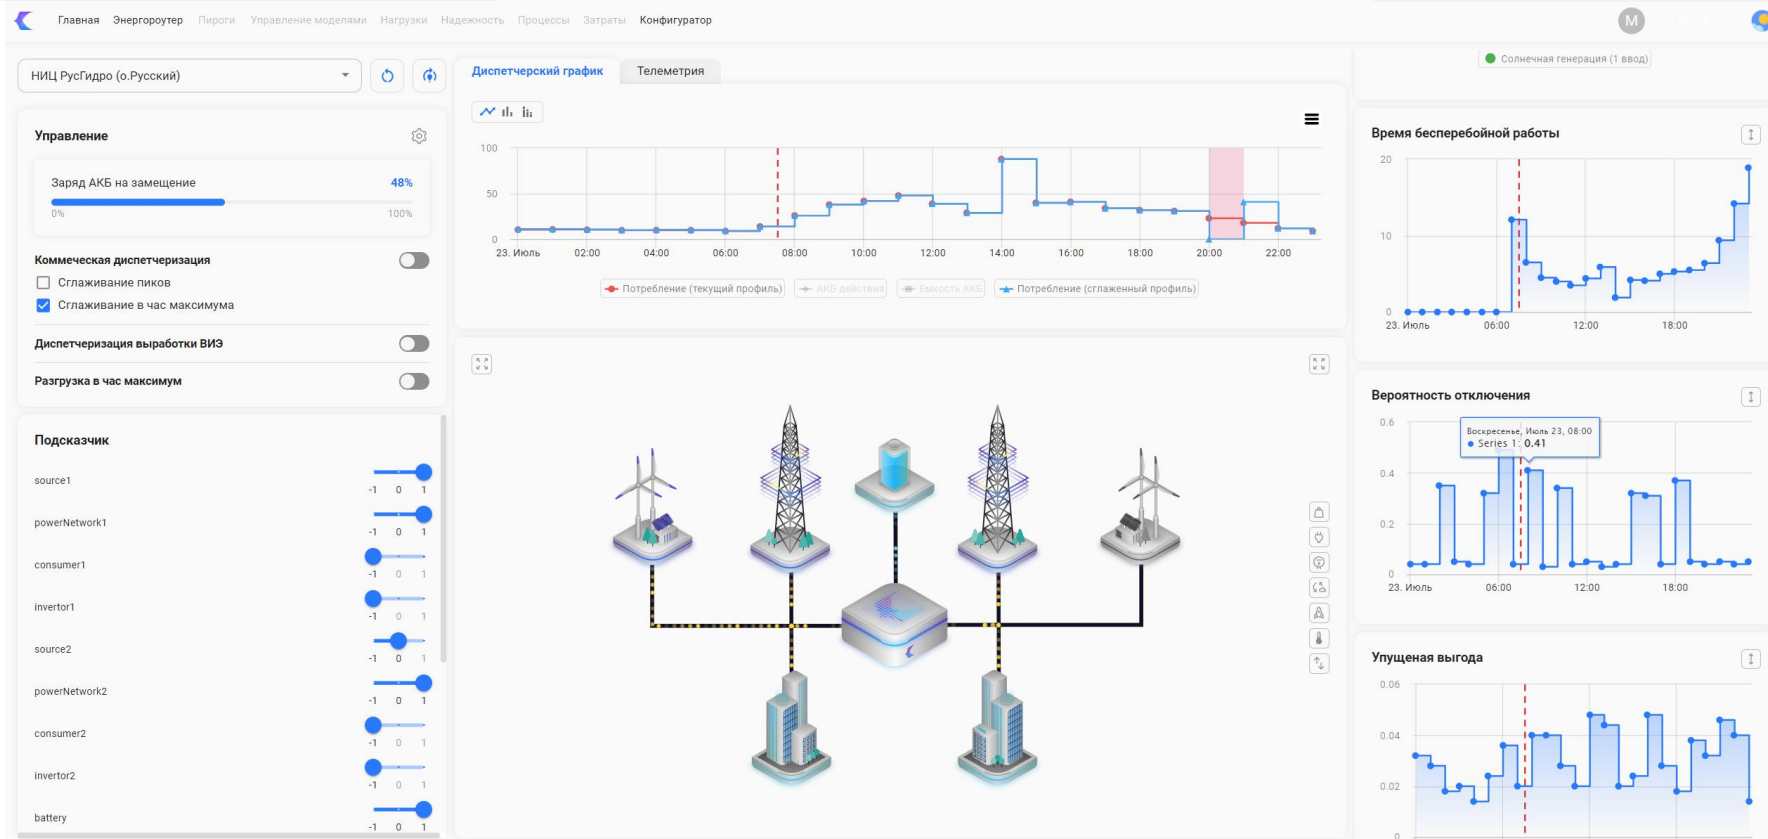 Главная Энергороутер Пироги Управление моделями Нагрузки Надежность Процессы Затраты Конфигуратор
M
НИЦ РусГидро (о.Русский)
Управление
Заряд АКБ на замещение 48%
0% 100%
Коммеческая диспетчеризация
Сглаживание пиков
Сглаживание в час максимума
Диспетчеризация выработки ВИЭ
Разгрузка в час максимум
Подсказчик
source1
-1 0 1
powerNetwork1
-1 0 1
consumer1
-1 0 1
invertor1
-1 0 1
source2
-1 0 1
powerNetwork2
-1 0 1
consumer2
-1 0 1
invertor2
-1 0 1
battery
-1 0 1
Диспетчерский график Телеметрия
100
50
0
23. Июль 02:00 04:00 06:00 08:00 10:00 12:00 14:00 16:00 18:00 20:00 22:00
Потребление (текущий профиль) АКБ действия Емкость АКБ Потребление (сглаженный профиль)
Солнечная генерация (1 ввод)
Время бесперебойной работы
20
10
0
23. Июль 06:00 12:00 18:00
Вероятность отключения
0.6
Воскресенье, Июль 23, 08:00
Series 1: 0.41
0.4
0.2
0
23. Июль 06:00 12:00 18:00
Упущеная выгода
0.06
0.04
0.02
0